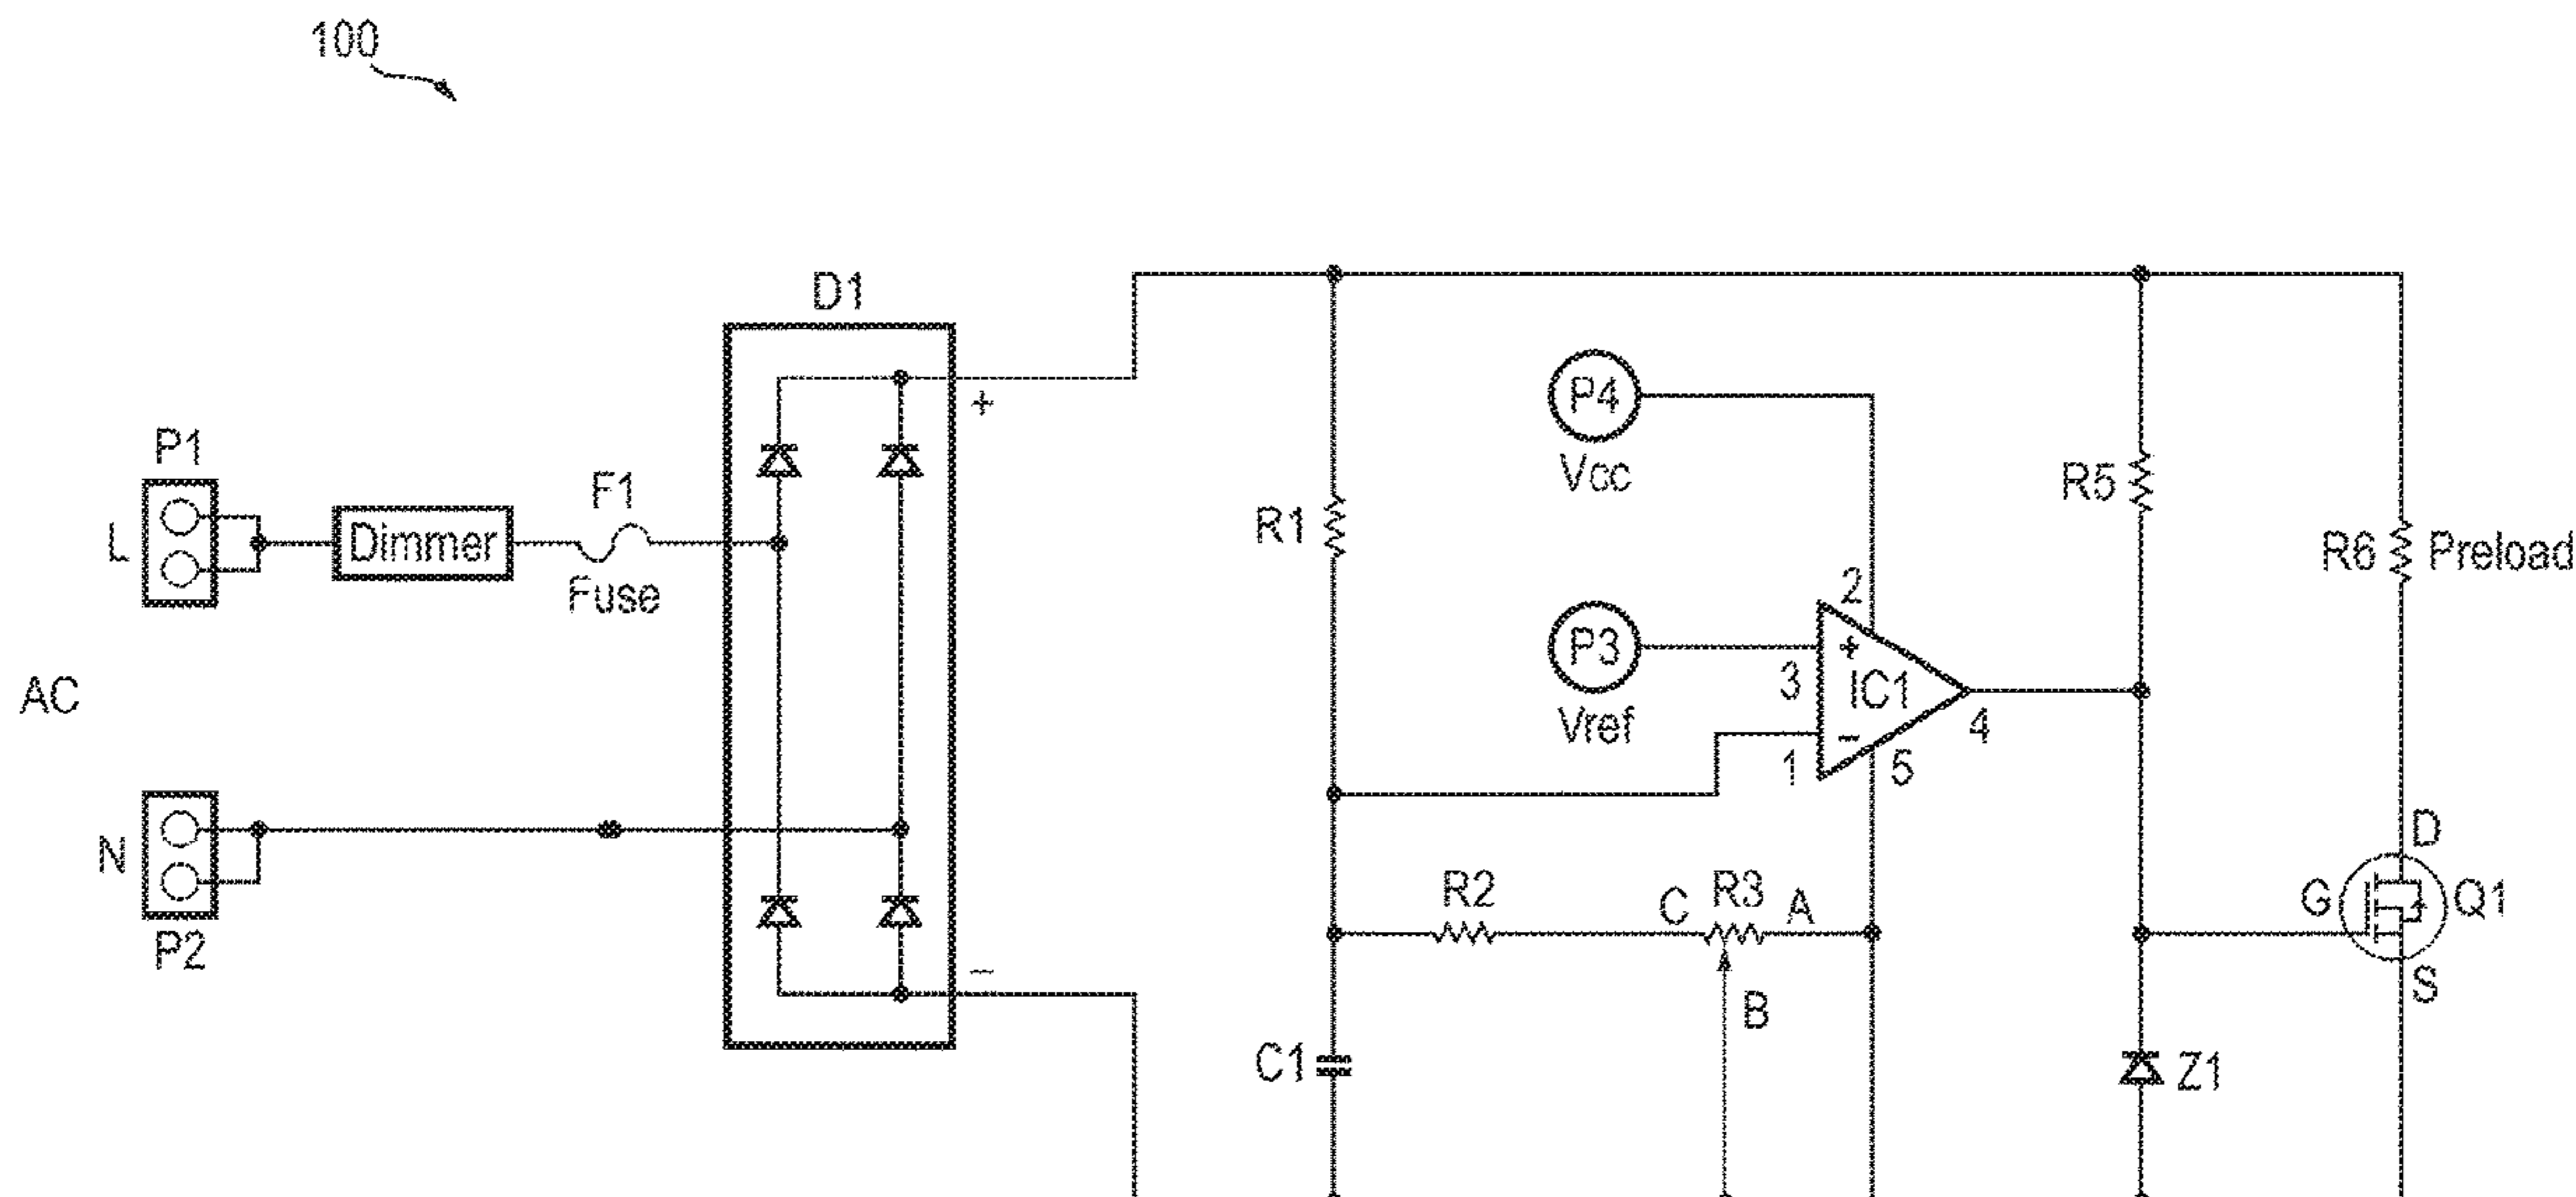 100
D1
+
P4
Vcc
P1
F1
L
Dimmer
Fuse
R1
R5
R6
Preload
2
P3
+
3
IC1
Vref
4
AC
−
1
5
D
N
R2
C
R3
A
G
Q1
P2
−
S
B
C1
Z1